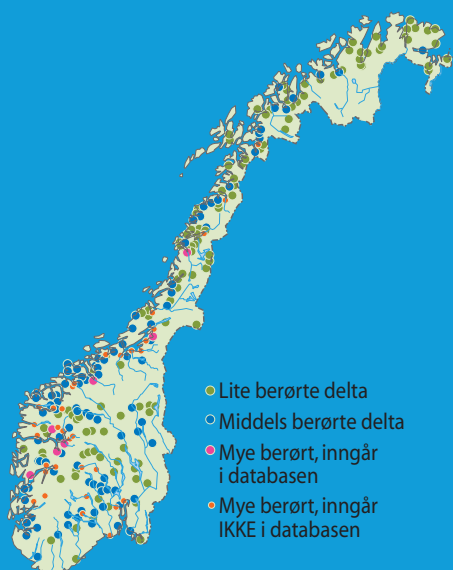 Lite berørte delta
Middels berørte delta
Mye berørt, inngår
i databasen
Mye berørt, inngår
IKKE i databasen